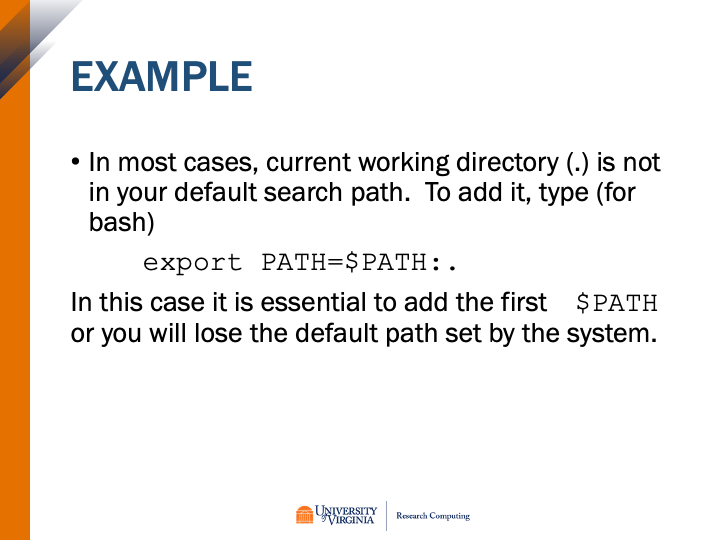 EXAMPLE
• In most cases, current working directory (.) is not
in your default search path.  To add it, type (for
bash)
export PATH=$PATH:.
In this case it is essential to add the first $PATH
or you will lose the default path set by the system.
UNIVERSITY
of VIRGINIA
Research Computing